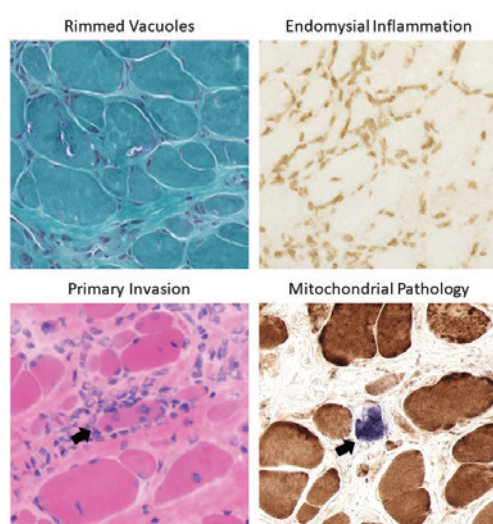 Rimmed Vacuoles
Endomysial Inflammation
Primary Invasion
Mitochondrial Pathology